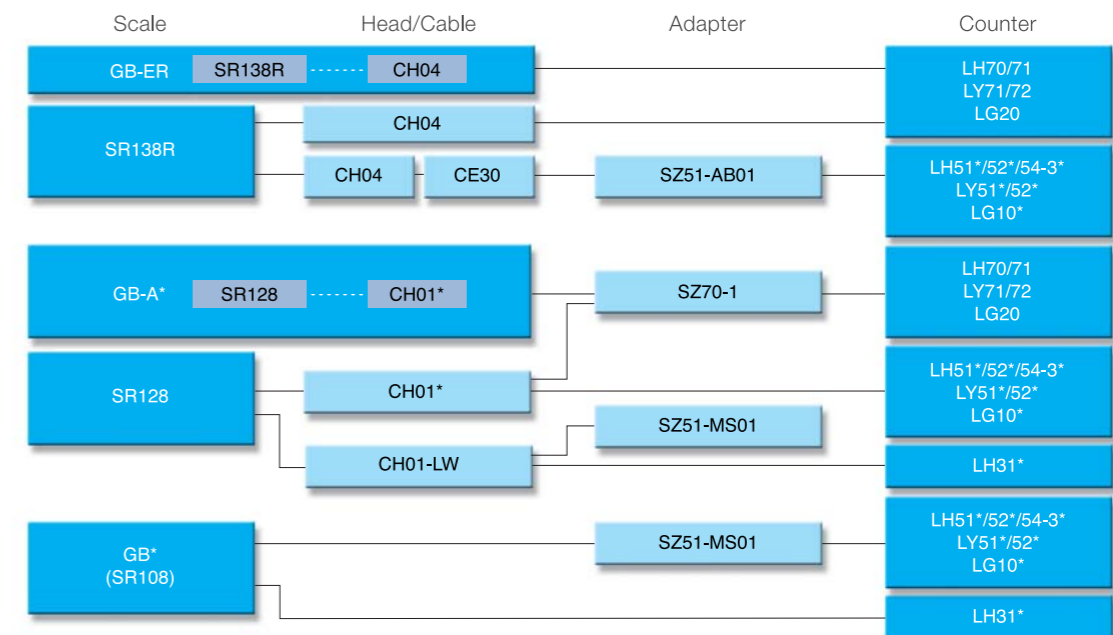 Scale Head/Cable Adapter Counter
GB-ER SR138R CH04
LH70/71
LY71/72
LG20
SR138R
CH04
CH04 CE30 SZ51-AB01
LH51*/52*/54-3*
LY51*/52*
LG10*
GB-A* SR128 CH01* SZ70-1
LH70/71
LY71/72
LG20
SR128
CH01*
LH51*/52*/54-3*
LY51*/52*
LG10*
SZ51-MS01
CH01-LW
LH31*
GB*
(SR108)
SZ51-MS01
LH51*/52*/54-3*
LY51*/52*
LG10*
LH31*